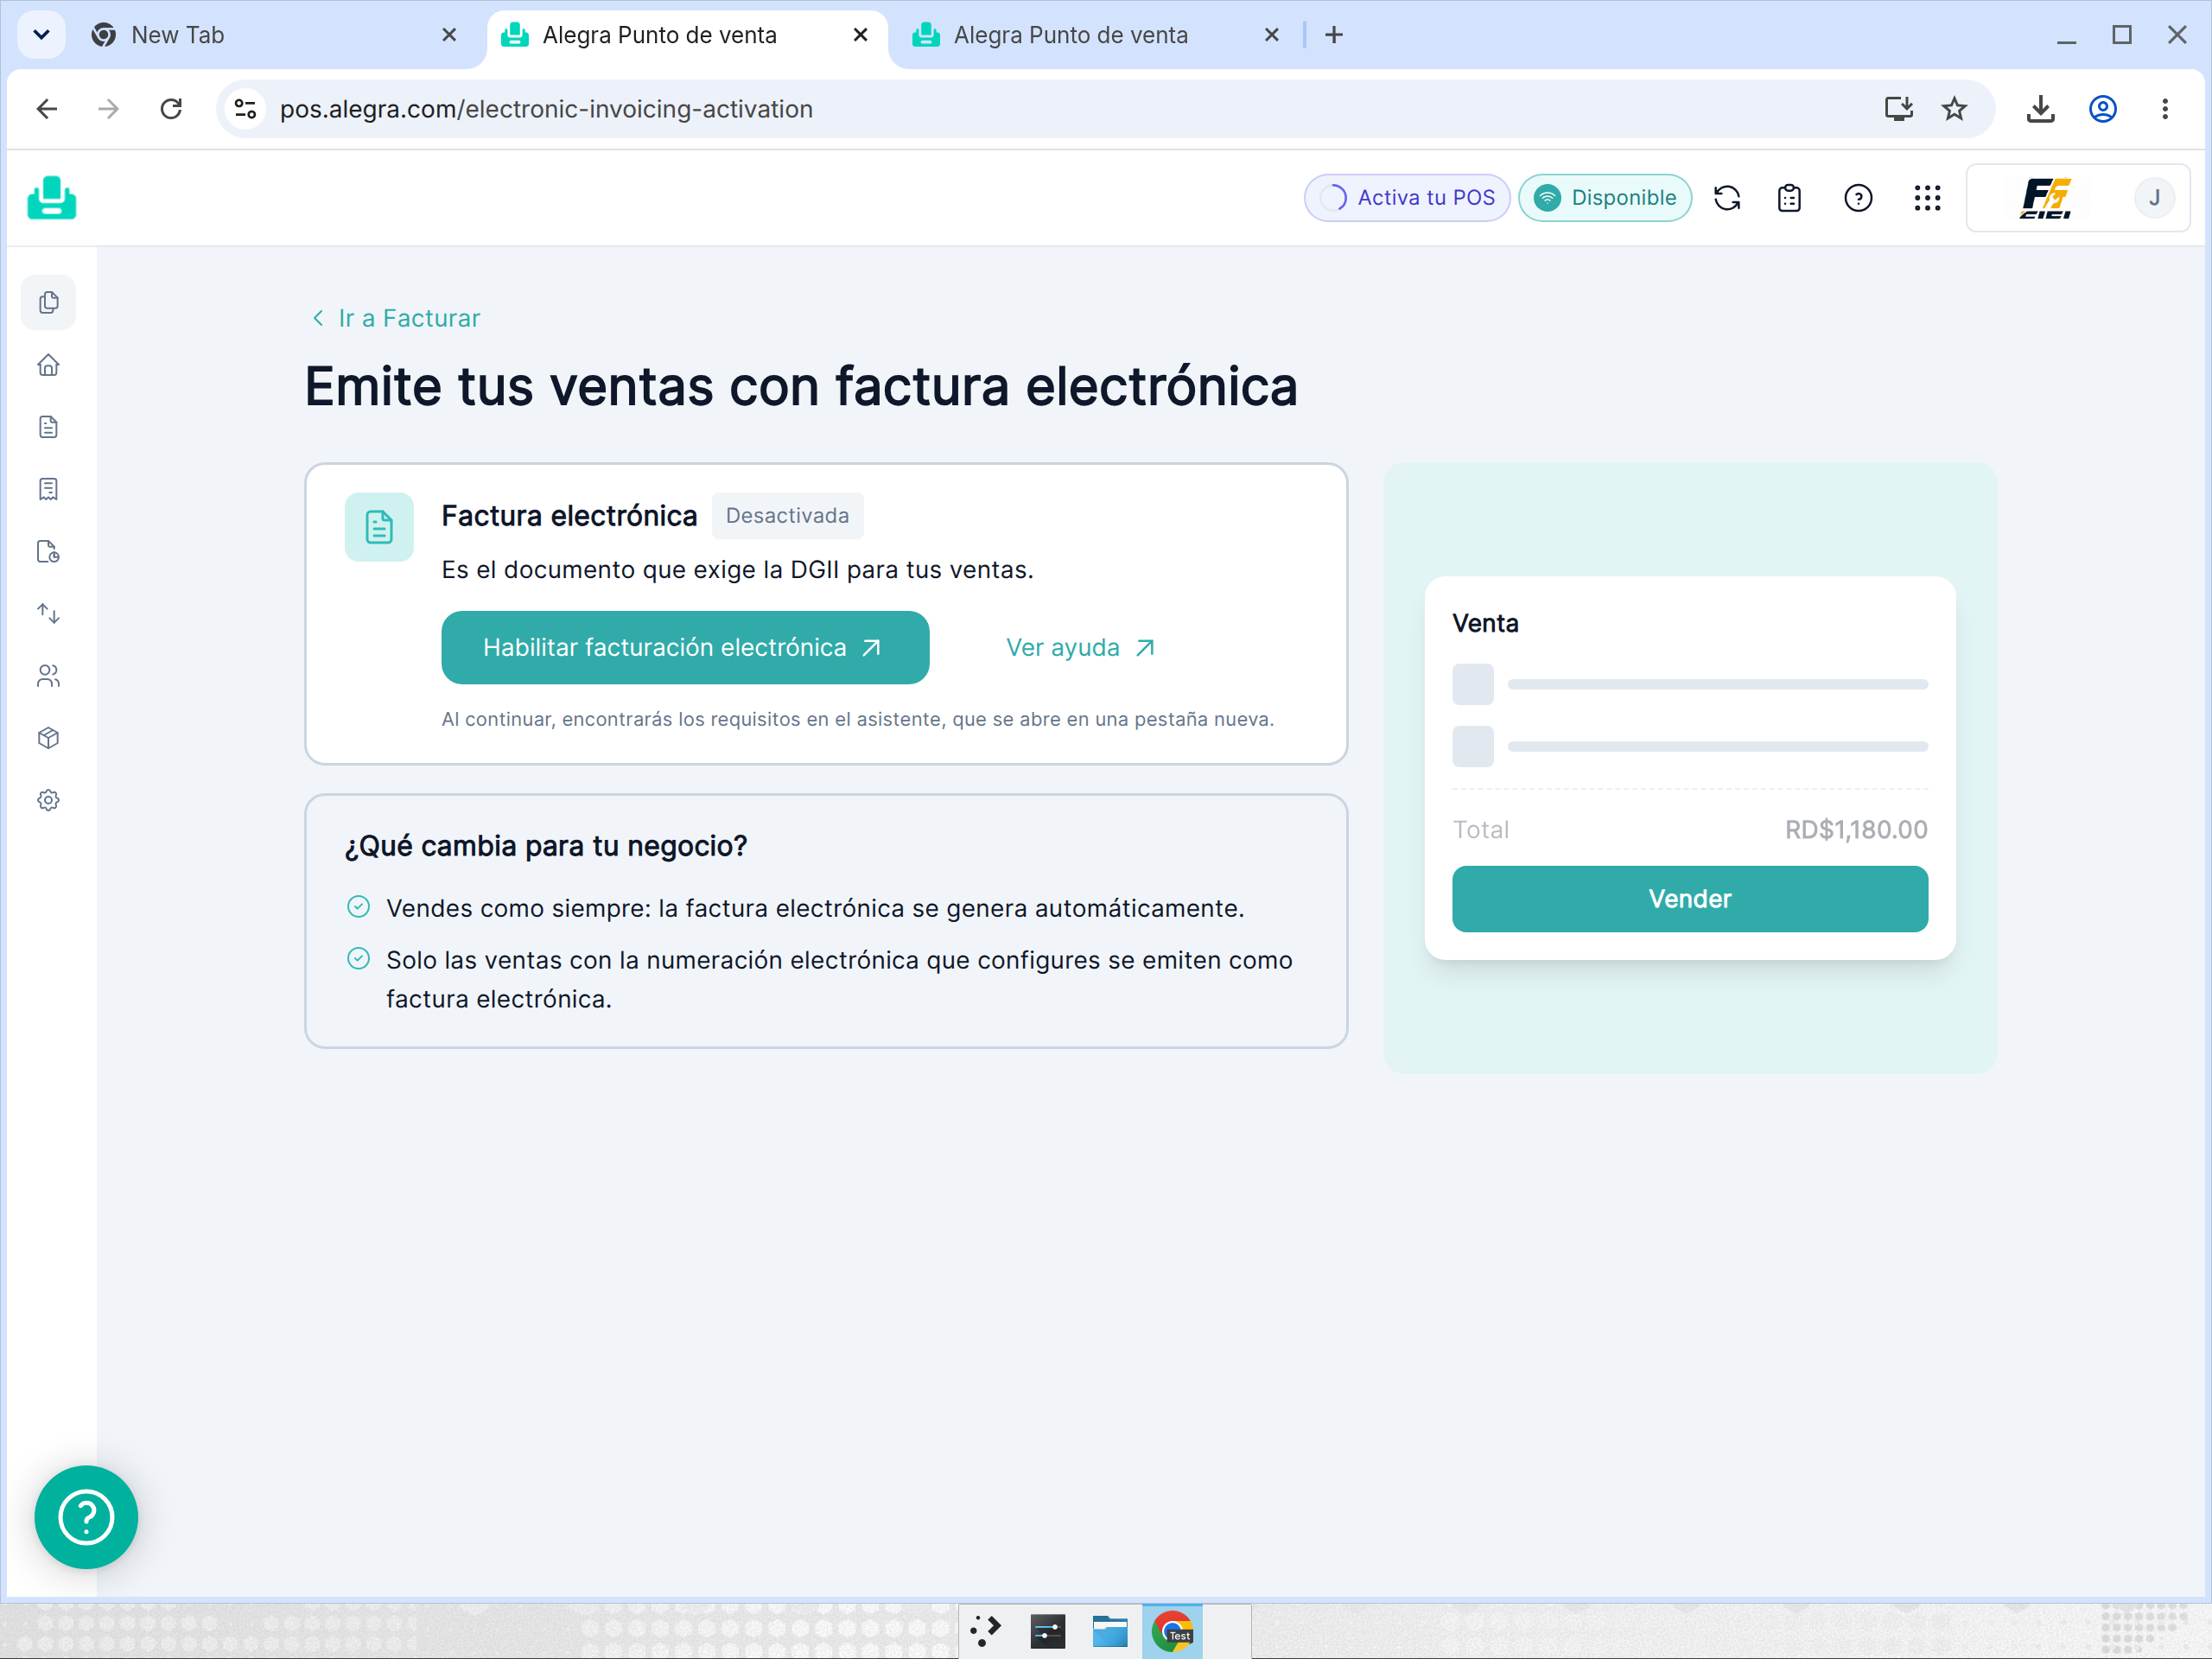 New Tab
Alegra Punto de venta
Alegra Punto de venta
pos.alegra.com/electronic-invoicing-activation
Activa tu POS
Disponible
J
Ir a Facturar
Emite tus ventas con factura electrónica
Factura electrónica
Desactivada
Es el documento que exige la DGII para tus ventas.
Habilitar facturación electrónica
Ver ayuda
Al continuar, encontrarás los requisitos en el asistente, que se abre en una pestaña nueva.
¿Qué cambia para tu negocio?
Vendes como siempre: la factura electrónica se genera automáticamente.
Solo las ventas con la numeración electrónica que configures se emiten como
factura electrónica.
Venta
Total
RD$1,180.00
Vender
Test